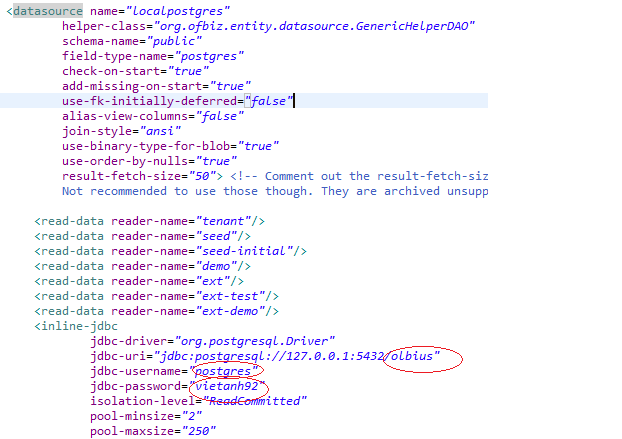 <datasource name="localpostgres"
helper-class="org.ofbiz.entity.datasource.GenericHelperDAO"
schema-name="public"
field-type-name="postgres"
check-on-start="true"
add-missing-on-start="true"
use-fk-initially-deferred="false"
alias-view-columns="false"
join-style="ansi"
use-binary-type-for-blob="true"
use-order-by-nulls="true"
result-fetch-size="50"> <!-- Comment out the result-fetch-siz
Not recommended to use those though. They are archived unsupp
<read-data reader-name="tenant"/>
<read-data reader-name="seed"/>
<read-data reader-name="seed-initial"/>
<read-data reader-name="demo"/>
<read-data reader-name="ext"/>
<read-data reader-name="ext-test"/>
<read-data reader-name="ext-demo"/>
<inline-jdbc
jdbc-driver="org.postgresql.Driver"
jdbc-uri="jdbc:postgresql://127.0.0.1:5432/olbius"
jdbc-username="postgres"
jdbc-password="vietanh92"
isolation-level="ReadCommitted"
pool-minsize="2"
pool-maxsize="250"